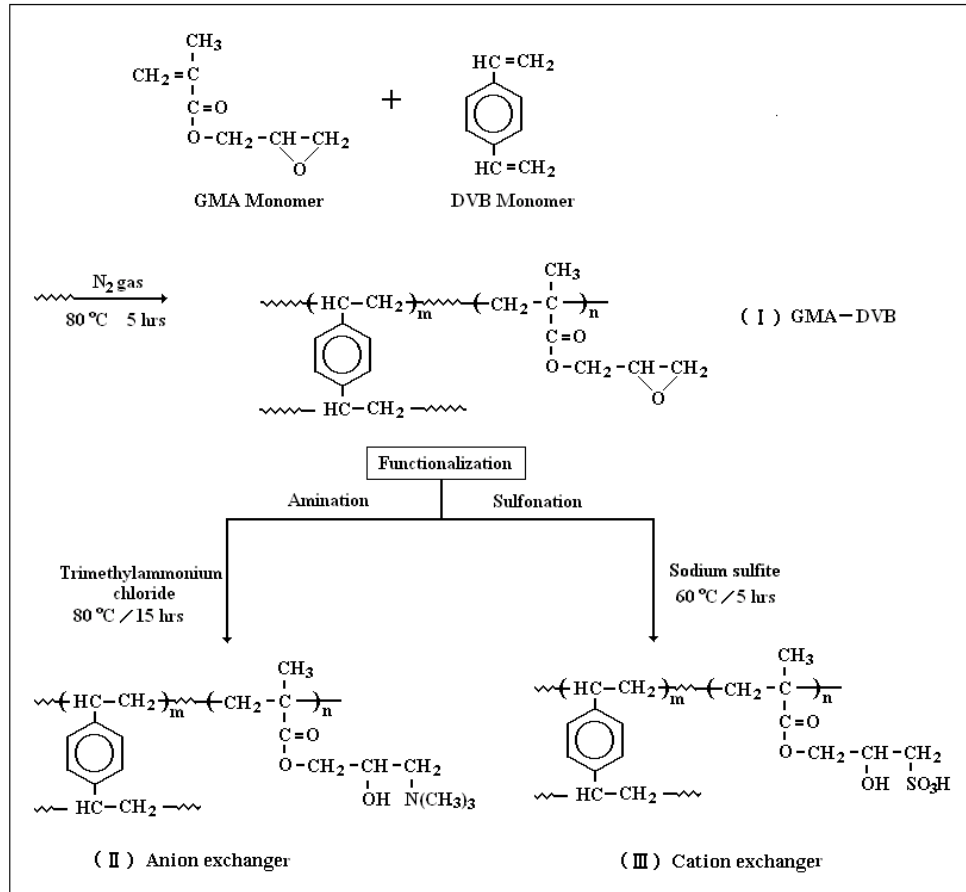 CH3
CH2=C
C=O
O-CH2-CH-CH2
O
GMA Monomer
+
HC=CH2
HC=CH2
DVB Monomer
N2 gas
80 ℃ 5 hrs
CH3
(HC-CH2)m (CH2-C)n
C=O
O-CH2-CH-CH2
O
HC-CH2
(Ⅰ) GMA-DVB
Functionalization
Amination
Sulfonation
Trimethylammonium
chloride
80 ℃/15 hrs
Sodium sulfite
60 ℃/5 hrs
CH3
(HC-CH2)m (CH2-C)n
C=O
O-CH2-CH-CH2
OH N(CH3)3
HC-CH2
(Ⅱ) Anion exchanger
CH3
(HC-CH2)m (CH2-C)n
C=O
O-CH2-CH-CH2
OH SO3H
HC-CH2
(Ⅲ) Cation exchanger